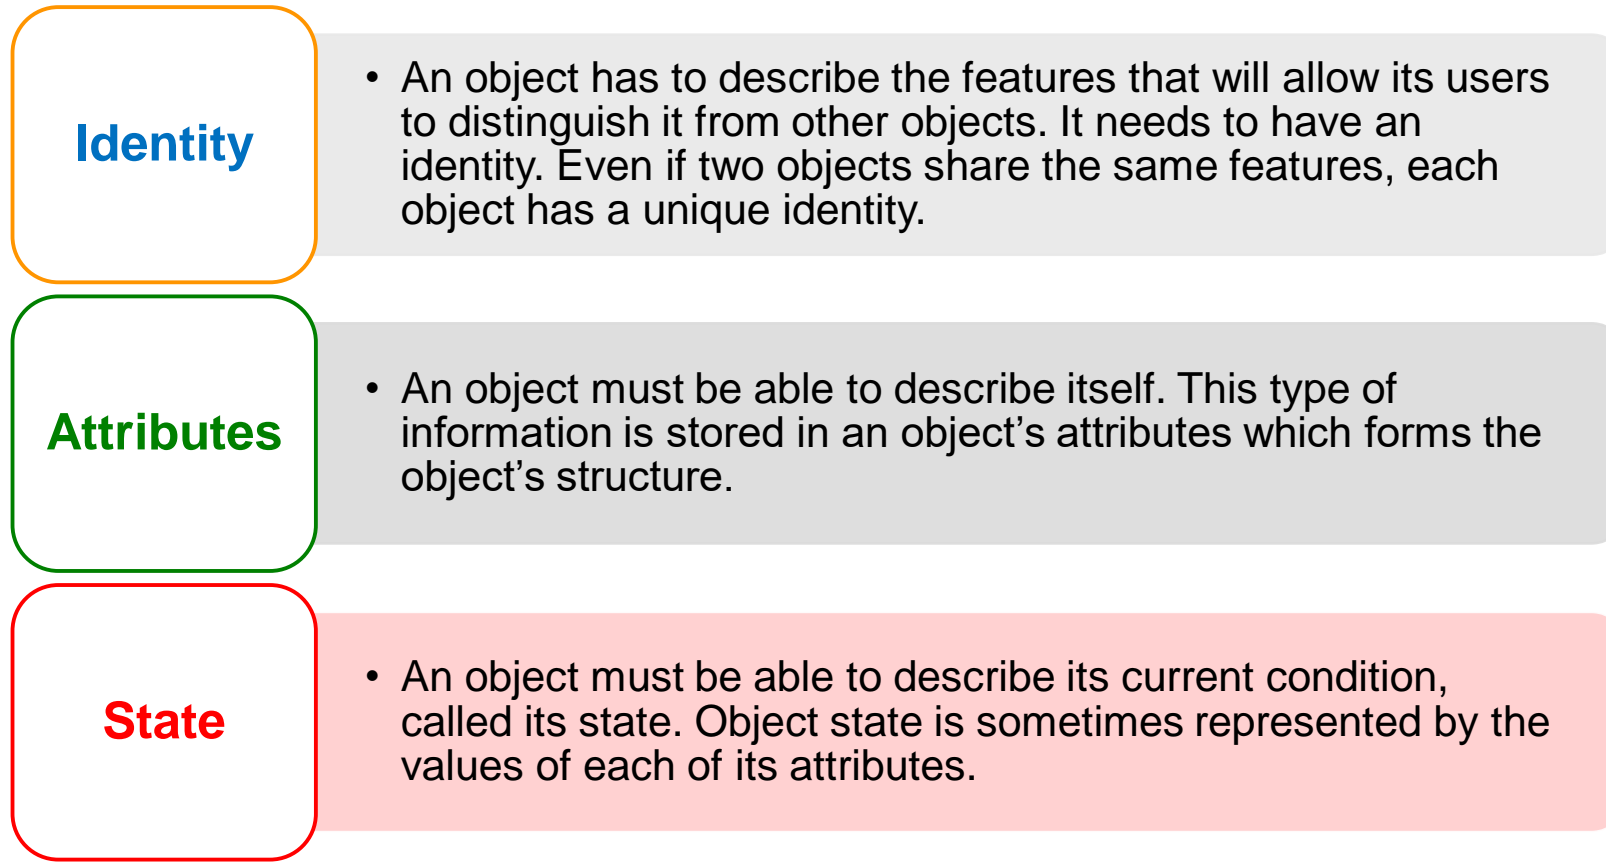 Identity
• An object has to describe the features that will allow its users
to distinguish it from other objects. It needs to have an
identity. Even if two objects share the same features, each
object has a unique identity.
Attributes
• An object must be able to describe itself. This type of
information is stored in an object’s attributes which forms the
object’s structure.
State
• An object must be able to describe its current condition,
called its state. Object state is sometimes represented by the
values of each of its attributes.